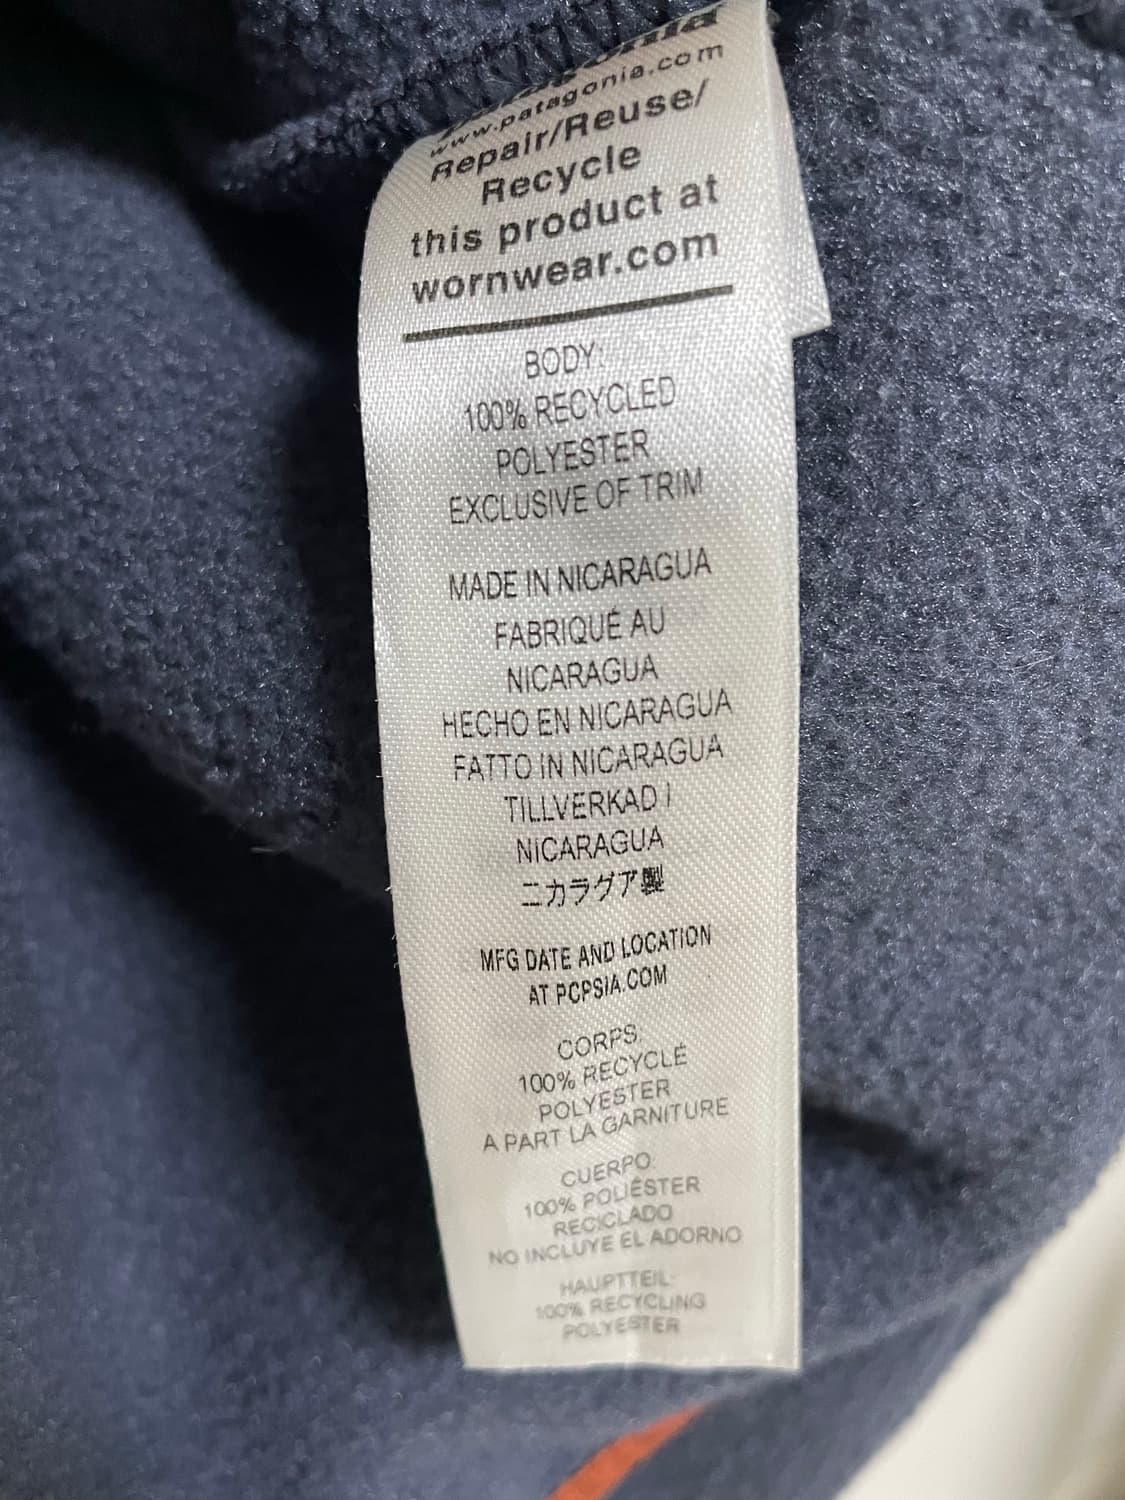 www.patagonia.com
Repair/Reuse/
Recycle
this product at
wornwear.com
BODY:
100% RECYCLED
POLYESTER
EXCLUSIVE OF TRIM
MADE IN NICARAGUA
FABRIQUÉ AU
NICARAGUA
HECHO EN NICARAGUA
FATTO IN NICARAGUA
TILLVERKAD I
NICARAGUA
ニカラグア製
MFG DATE AND LOCATION
AT PCPSIA.COM
CORPS:
100% RECYCLÉ
POLYESTER
A PART LA GARNITURE
CUERPO:
100% POLIÉSTER
RECICLADO
NO INCLUYE EL ADORNO
HAUPTTEIL:
100% RECYCLING
POLYESTER